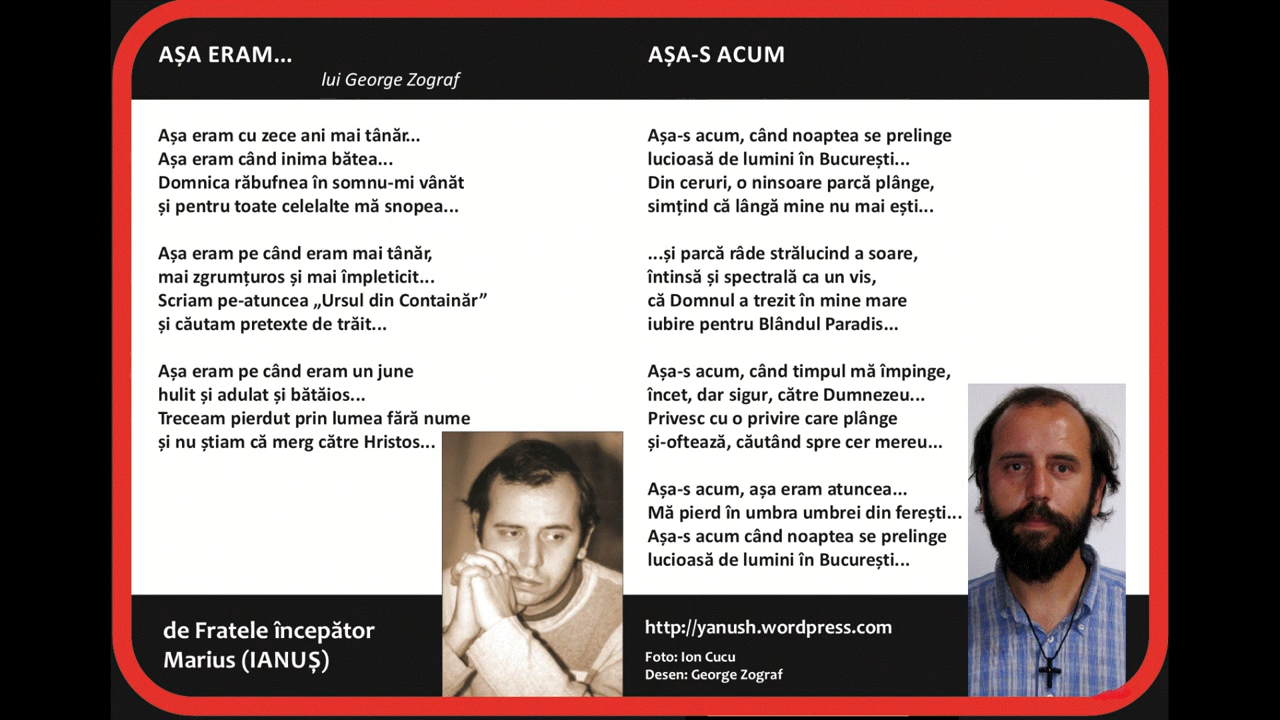 AȘA ERAM...
lui George Zograf
Așa eram cu zece ani mai tânăr...
Așa eram când inima bătea...
Domnica răbufnea în somnu-mi vânăt
și pentru toate celelalte mă snopea...
Așa eram pe când eram mai tânăr,
mai zgrumțuros și mai împleticit...
Scriam pe-atuncea „Ursul din Containăr”
și căutam pretexte de trăit...
Așa eram pe când eram un june
hulit și adulat și bătăios...
Treceam pierdut prin lumea fără nume
și nu știam că merg către Hristos...
de Fratele începător
Marius (IANUȘ)
AȘA-S ACUM
Așa-s acum, când noaptea se prelinge
lucioasă de lumini în București...
Din ceruri, o ninsoare parcă plânge,
simțind că lângă mine nu mai ești...
...și parcă râde strălucind a soare,
întinsă și spectrală ca un vis,
că Domnul a trezit în mine mare
iubire pentru Blândul Paradis...
Așa-s acum, când timpul mă împinge,
încet, dar sigur, către Dumnezeu...
Privesc cu o privire care plânge
și-oftează, căutând spre cer mereu...
Așa-s acum, așa eram atuncea...
Mă pierd în umbra umbrei din ferești...
Așa-s acum când noaptea se prelinge
lucioasă de lumini în București...
http://yanush.wordpress.com
Foto: Ion Cucu
Desen: George Zograf